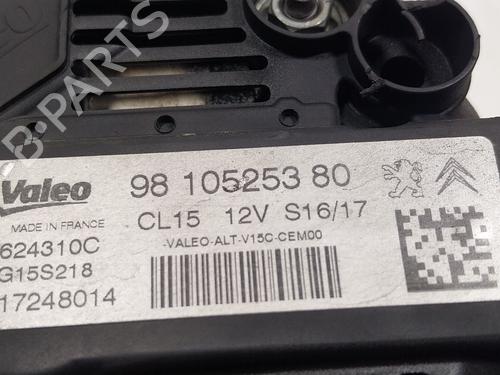 LEO
B-PARTS
Valeo
98 105253 80
MADE IN FRANCE
CL15 12V S16/17
624310C
-VALEO-ALT-V15C-CEM00
G15S218
17248014